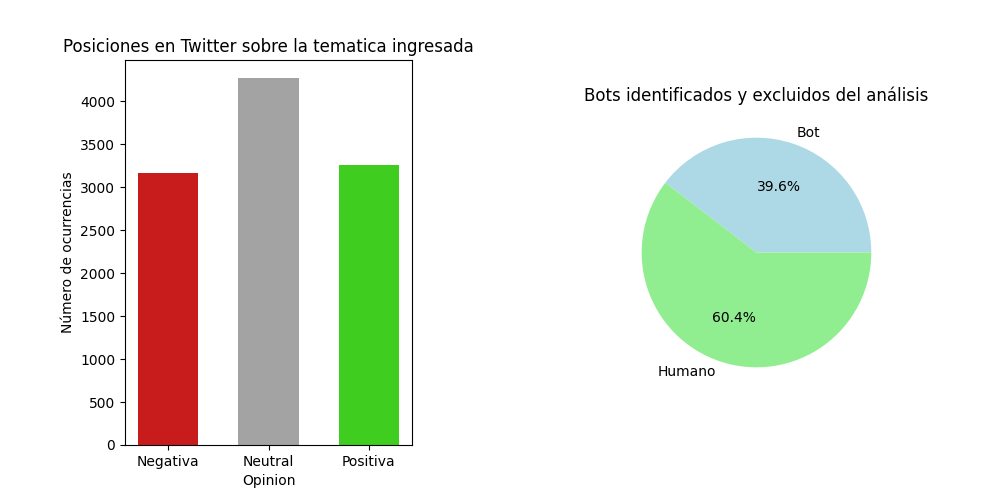 Posiciones en Twitter sobre la tematica ingresada
Número de ocurrencias
4000
3500
3000
2500
2000
1500
1000
500
0
Negativa
Neutral
Positiva
Opinion
Bots identificados y excluidos del análisis
Bot
39.6%
60.4%
Humano